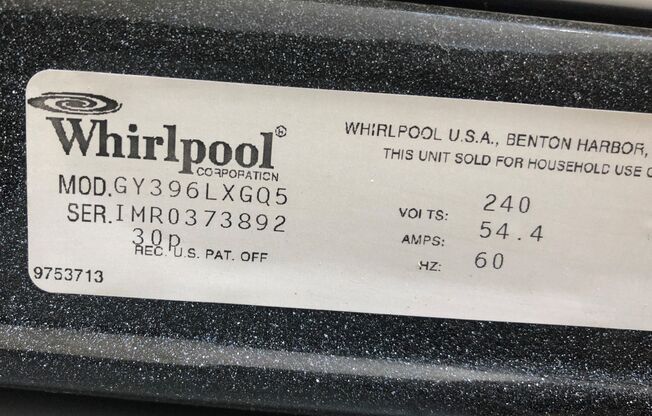 Whirlpool®
CORPORATION
MOD.GY396LXGQ5
SER.IMR0373892
30p
REC. U.S. PAT. OFF
9753713
WHIRLPOOL U.S.A., BENTON HARBOR,
THIS UNIT SOLD FOR HOUSEHOLD USE
VOLTS: 240
AMPS: 54.4
HZ: 60